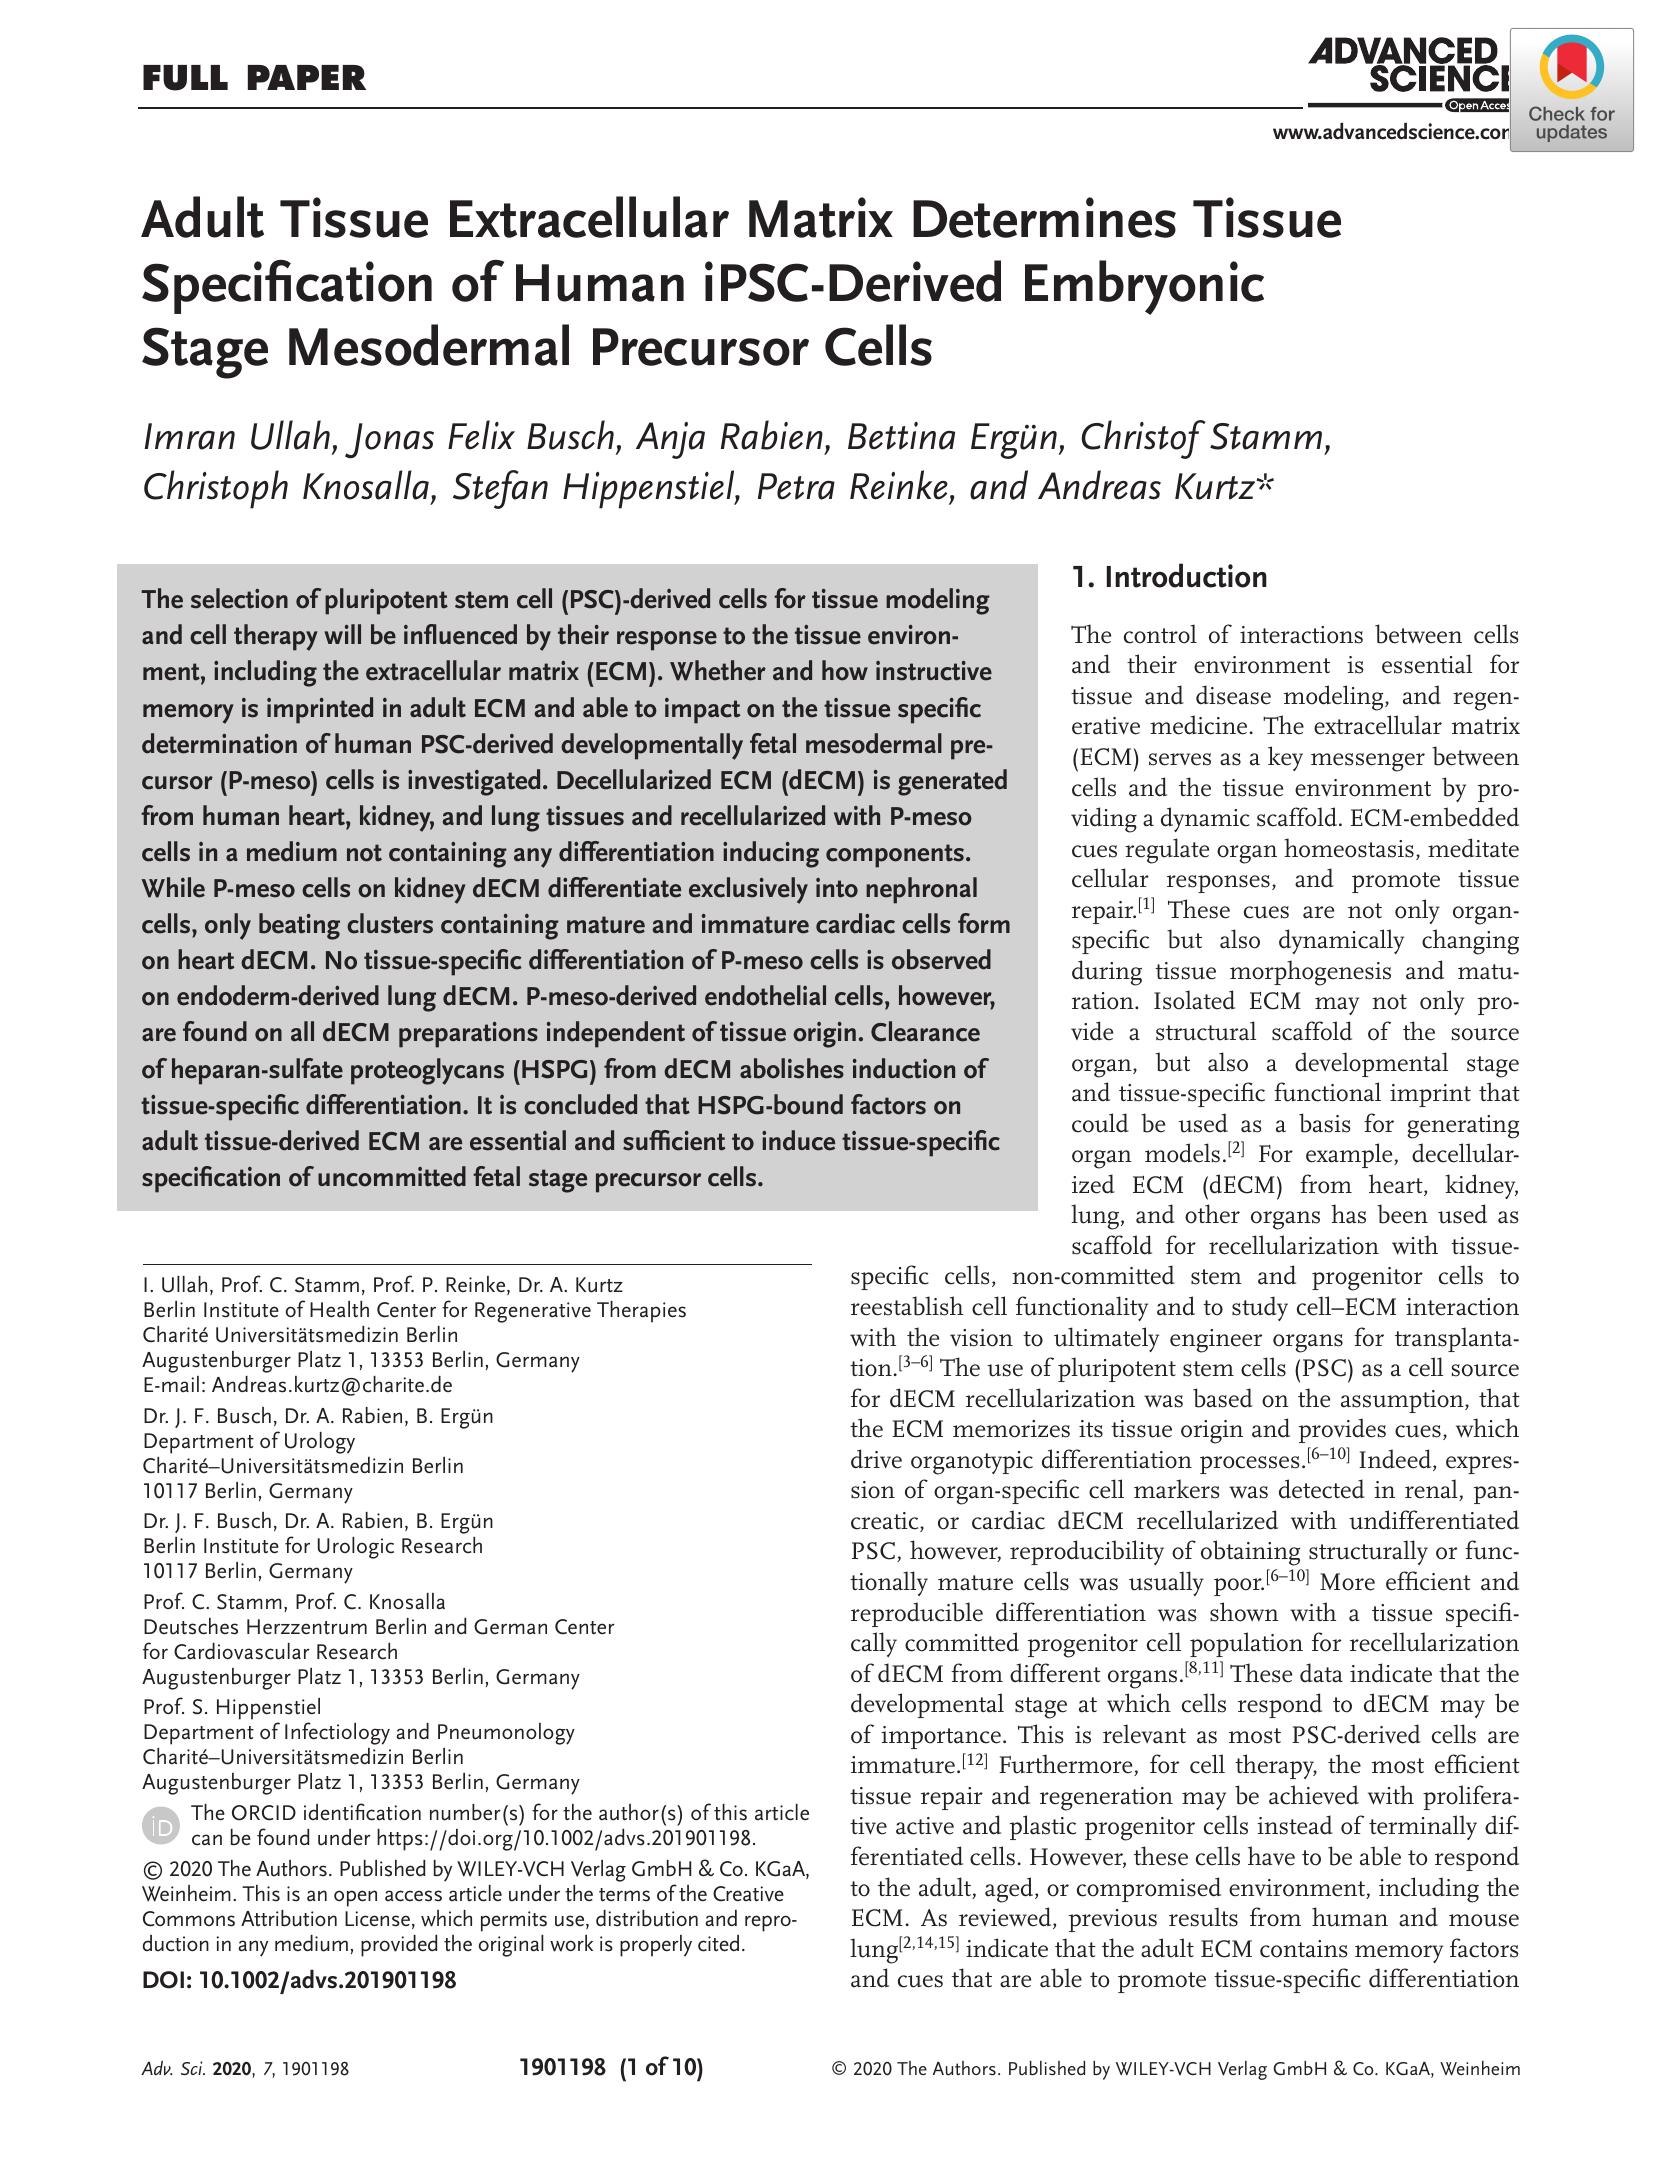 FULL PAPER
ADVANCED
SCIENCE
Open Access
www.advancedscience.com
Check for
updates
Adult Tissue Extracellular Matrix Determines Tissue
Specification of Human iPSC-Derived Embryonic
Stage Mesodermal Precursor Cells
Imran Ullah, Jonas Felix Busch, Anja Rabien, Bettina Ergün, Christof Stamm,
Christoph Knosalla, Stefan Hippenstiel, Petra Reinke, and Andreas Kurtz*
The selection of pluripotent stem cell (PSC)-derived cells for tissue modeling
and cell therapy will be influenced by their response to the tissue environ-
ment, including the extracellular matrix (ECM). Whether and how instructive
memory is imprinted in adult ECM and able to impact on the tissue specific
determination of human PSC-derived developmentally fetal mesodermal pre-
cursor (P-meso) cells is investigated. Decellularized ECM (dECM) is generated
from human heart, kidney, and lung tissues and recellularized with P-meso
cells in a medium not containing any differentiation inducing components.
While P-meso cells on kidney dECM differentiate exclusively into nephronal
cells, only beating clusters containing mature and immature cardiac cells form
on heart dECM. No tissue-specific differentiation of P-meso cells is observed
on endoderm-derived lung dECM. P-meso-derived endothelial cells, however,
are found on all dECM preparations independent of tissue origin. Clearance
of heparan-sulfate proteoglycans (HSPG) from dECM abolishes induction of
tissue-specific differentiation. It is concluded that HSPG-bound factors on
adult tissue-derived ECM are essential and sufficient to induce tissue-specific
specification of uncommitted fetal stage precursor cells.
1. Introduction
The control of interactions between cells
and their environment is essential for
tissue and disease modeling, and regen-
erative medicine. The extracellular matrix
(ECM) serves as a key messenger between
cells and the tissue environment by pro-
viding a dynamic scaffold. ECM-embedded
cues regulate organ homeostasis, meditate
cellular responses, and promote tissue
repair.[1] These cues are not only organ-
specific but also dynamically changing
during tissue morphogenesis and matu-
ration. Isolated ECM may not only pro-
vide a structural scaffold of the source
organ, but also a developmental stage
and tissue-specific functional imprint that
could be used as a basis for generating
organ models.[2] For example, decellular-
ized ECM (dECM) from heart, kidney,
lung, and other organs has been used as
scaffold for recellularization with tissue-
specific cells, non-committed stem and progenitor cells to
reestablish cell functionality and to study cell–ECM interaction
with the vision to ultimately engineer organs for transplanta-
tion.[3–6] The use of pluripotent stem cells (PSC) as a cell source
for dECM recellularization was based on the assumption, that
the ECM memorizes its tissue origin and provides cues, which
drive organotypic differentiation processes.[6–10] Indeed, expres-
sion of organ-specific cell markers was detected in renal, pan-
creatic, or cardiac dECM recellularized with undifferentiated
PSC, however, reproducibility of obtaining structurally or func-
tionally mature cells was usually poor.[6–10] More efficient and
reproducible differentiation was shown with a tissue specifi-
cally committed progenitor cell population for recellularization
of dECM from different organs.[8,11] These data indicate that the
developmental stage at which cells respond to dECM may be
of importance. This is relevant as most PSC-derived cells are
immature.[12] Furthermore, for cell therapy, the most efficient
tissue repair and regeneration may be achieved with prolifera-
tive active and plastic progenitor cells instead of terminally dif-
ferentiated cells. However, these cells have to be able to respond
to the adult, aged, or compromised environment, including the
ECM. As reviewed, previous results from human and mouse
lung[2,14,15] indicate that the adult ECM contains memory factors
and cues that are able to promote tissue-specific differentiation
I. Ullah, Prof. C. Stamm, Prof. P. Reinke, Dr. A. Kurtz
Berlin Institute of Health Center for Regenerative Therapies
Charité Universitätsmedizin Berlin
Augustenburger Platz 1, 13353 Berlin, Germany
E-mail: Andreas.kurtz@charite.de
Dr. J. F. Busch, Dr. A. Rabien, B. Ergün
Department of Urology
Charité–Universitätsmedizin Berlin
10117 Berlin, Germany
Dr. J. F. Busch, Dr. A. Rabien, B. Ergün
Berlin Institute for Urologic Research
10117 Berlin, Germany
Prof. C. Stamm, Prof. C. Knosalla
Deutsches Herzzentrum Berlin and German Center
for Cardiovascular Research
Augustenburger Platz 1, 13353 Berlin, Germany
Prof. S. Hippenstiel
Department of Infectiology and Pneumonology
Charité–Universitätsmedizin Berlin
Augustenburger Platz 1, 13353 Berlin, Germany
iD The ORCID identification number(s) for the author(s) of this article
can be found under https://doi.org/10.1002/advs.201901198.
© 2020 The Authors. Published by WILEY-VCH Verlag GmbH & Co. KGaA,
Weinheim. This is an open access article under the terms of the Creative
Commons Attribution License, which permits use, distribution and repro-
duction in any medium, provided the original work is properly cited.
DOI: 10.1002/advs.201901198
Adv. Sci. 2020, 7, 1901198
1901198 (1 of 10)
© 2020 The Authors. Published by WILEY-VCH Verlag GmbH & Co. KGaA, Weinheim